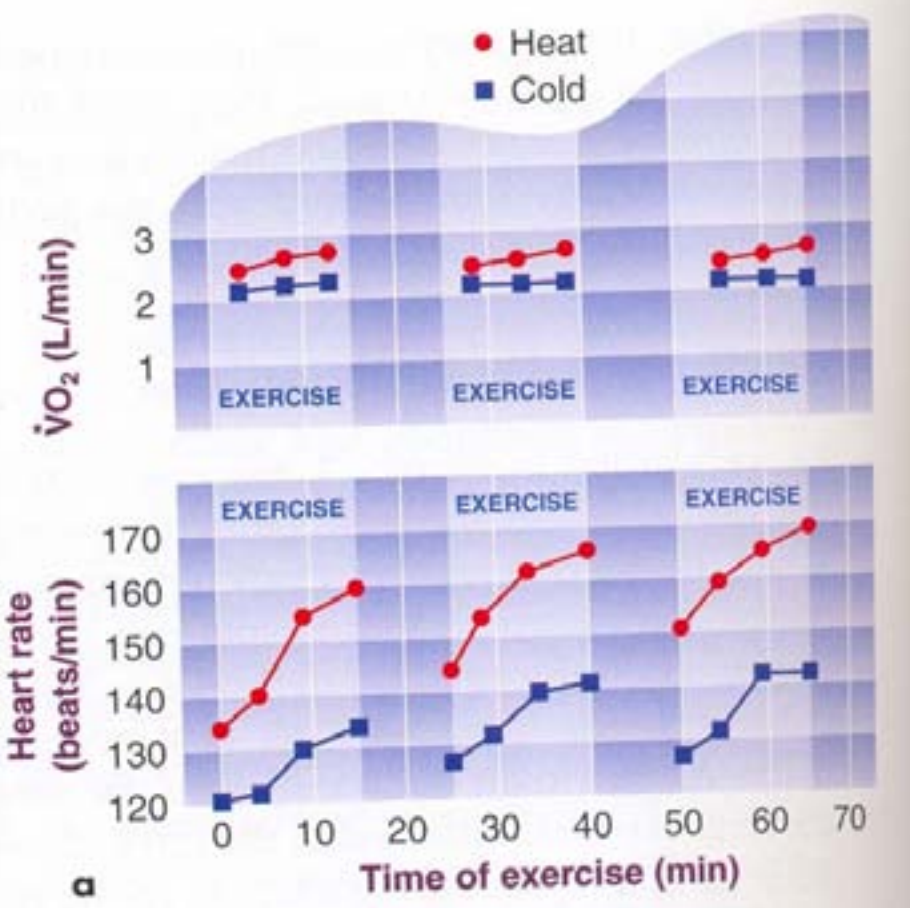 Heat
Cold
V̇O₂ (L/min)
3
2
1
EXERCISE EXERCISE EXERCISE
Heart rate
(beats/min)
EXERCISE EXERCISE EXERCISE
170
160
150
140
130
120
0 10 20 30 40 50 60 70
Time of exercise (min)
a